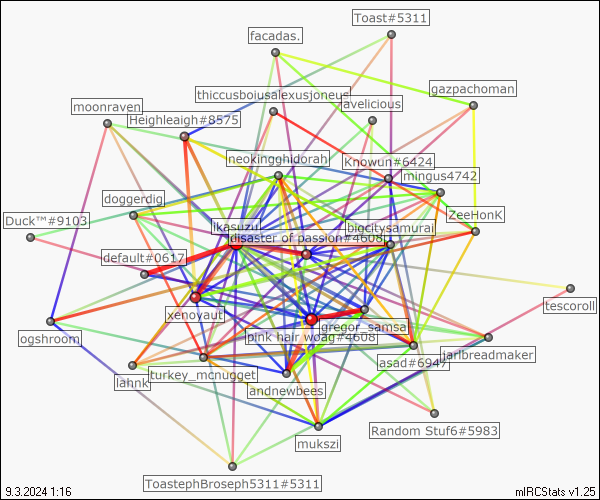 Toast#5311
facadas.
gazpachoman
thiccusboiusalexusjoneus
avelicious
moonraven
Heighleigh#8575
neokingghidorah
Knowun#6424
mingus4742
doggerdig
ZeeHonK
Duck™#9103
jkasuzu
bigcitysamurai
disaster of passion#4608
default#0617
tescoroll
xenoyaut
gregor_samsa
ogshroom
pink hair woag#4608
asad#6947
jarlbreadmaker
lahnk
turkey_mcnugget
andnewbees
Random Stuf6#5983
mukszi
ToastephBroseph5311#5311
9.3.2024 1:16
mIRCStats v1.25